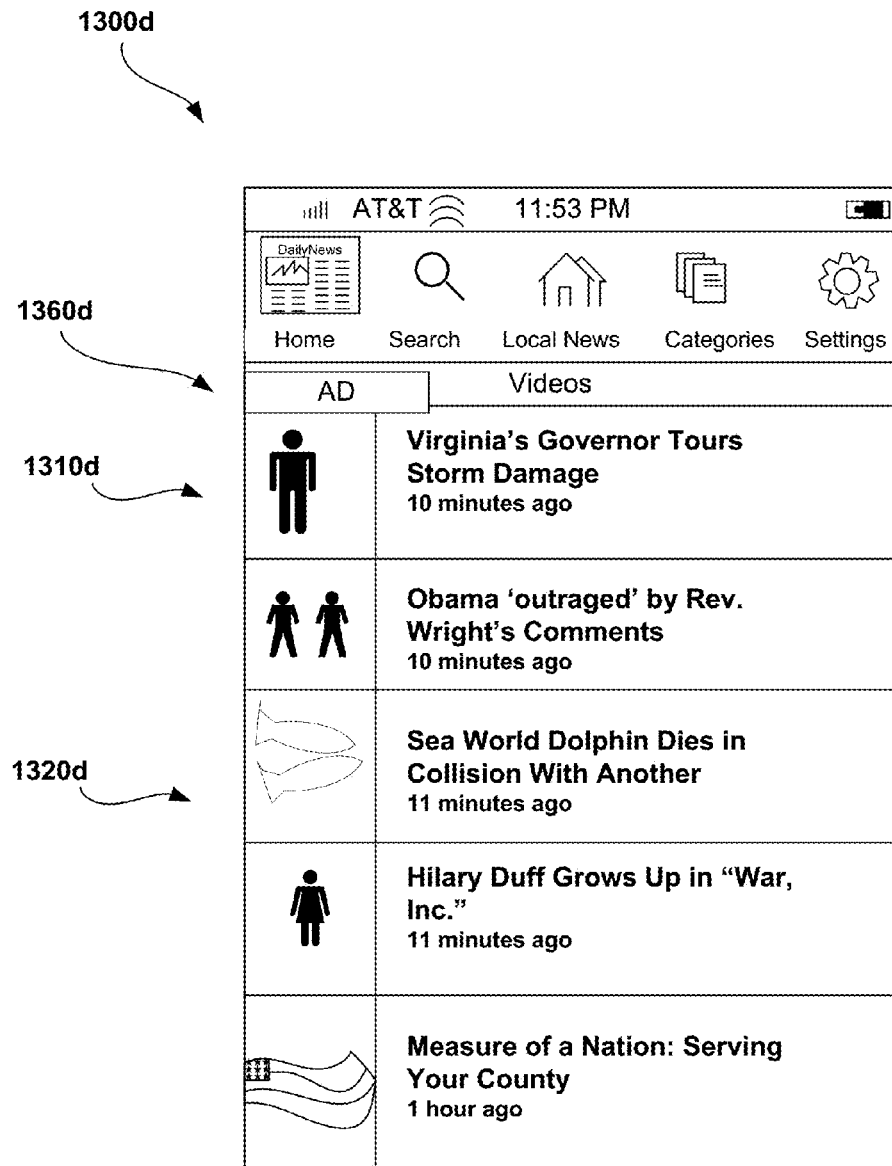 1300d
AT&T 11:53 PM
DailyNews
Home Search Local News Categories Settings
1360d
AD Videos
1310d
Virginia's Governor Tours
Storm Damage
10 minutes ago
Obama 'outraged' by Rev.
Wright's Comments
10 minutes ago
1320d
Sea World Dolphin Dies in
Collision With Another
11 minutes ago
Hilary Duff Grows Up in “War,
Inc.”
11 minutes ago
Measure of a Nation: Serving
Your County
1 hour ago